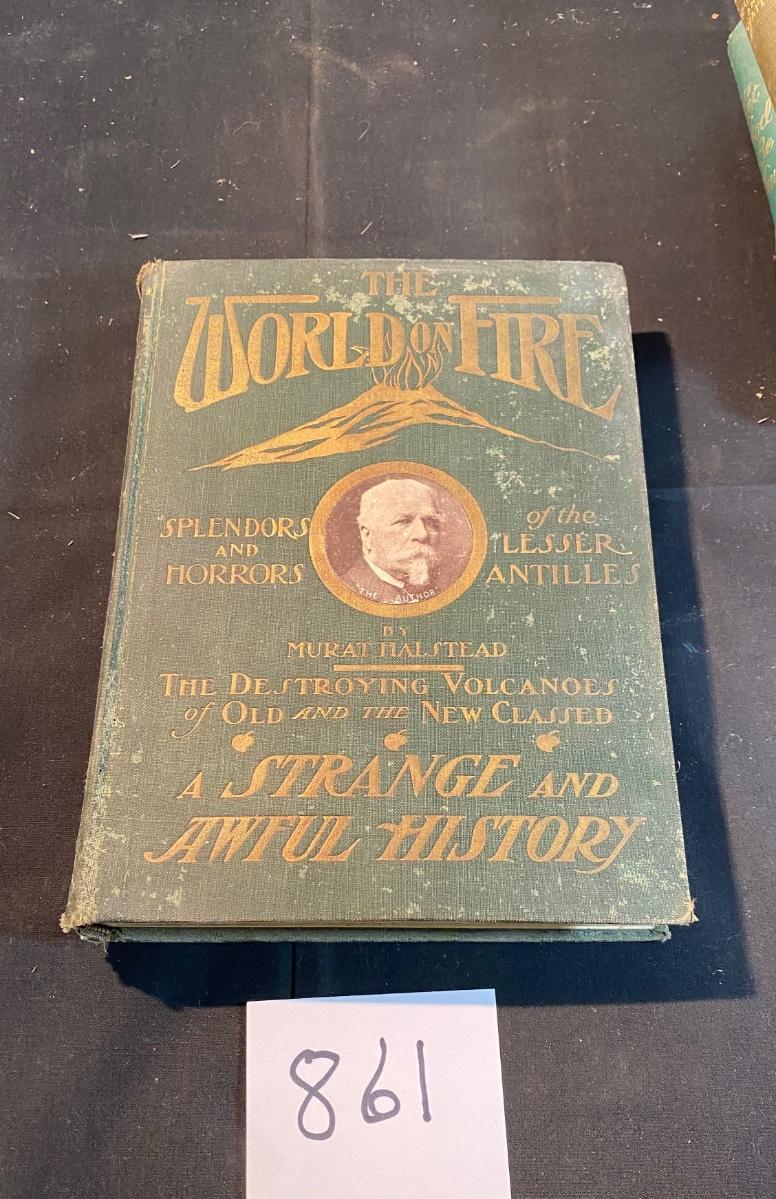 THE
WORLD ON FIRE
SPLENDORS
AND
HORRORS
of the
LESSER
ANTILLES
"THE AUTHOR"
BY
MURAT HALSTEAD
THE DESTROYING VOLCANOES
of OLD AND THE NEW CLASSED
A STRANGE AND
AWFUL HISTORY
861